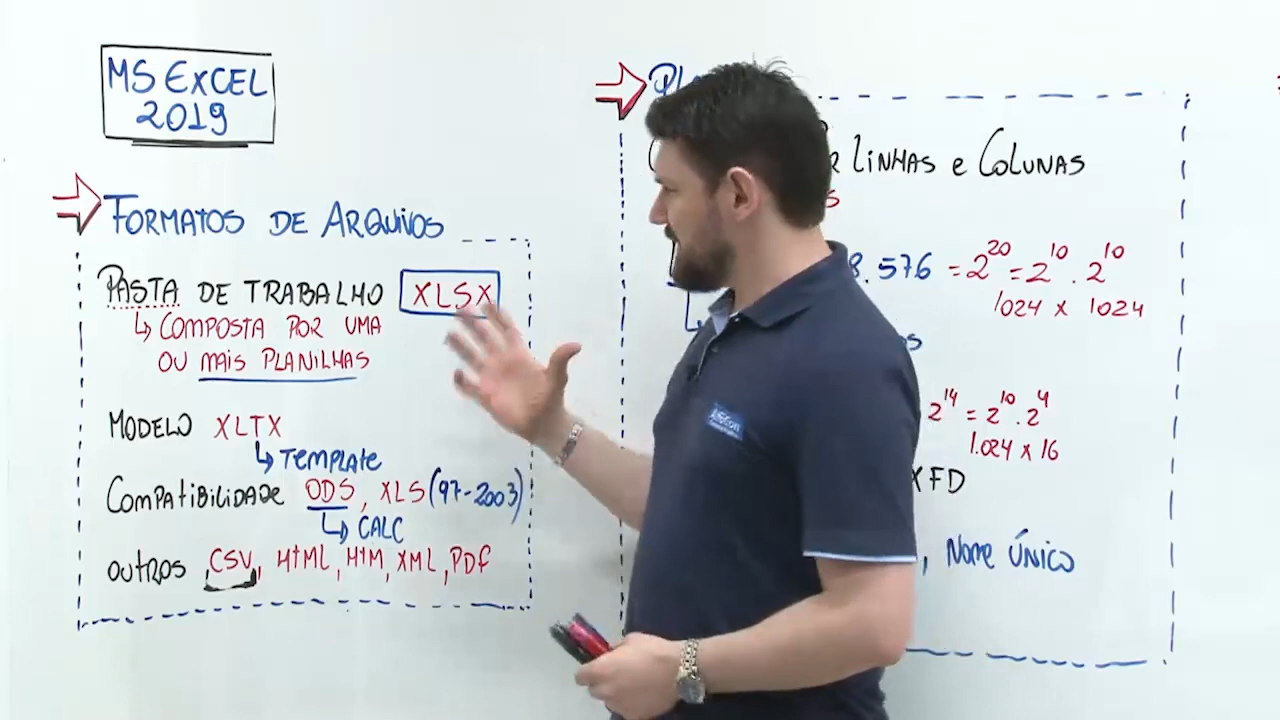 MS EXCEL
2019
FORMATOS DE ARQUIVOS
PASTA DE TRABALHO XLSX
↳ COMPOSTA POR UMA
OU MAIS PLANILHAS
MODELO XLTX
↳ TEMPLATE
COMPATIBILIDADE ODS, XLS (97-2003)
↳ CALC
OUTROS CSV, HTML, HTM, XML, PDF
LINHAS E COLUNAS
8.576 = 2^20 = 2^10 . 2^10
1024 x 1024
2^14 = 2^10 . 2^4
1.024 x 16
XFD
, NOME ÚNICO